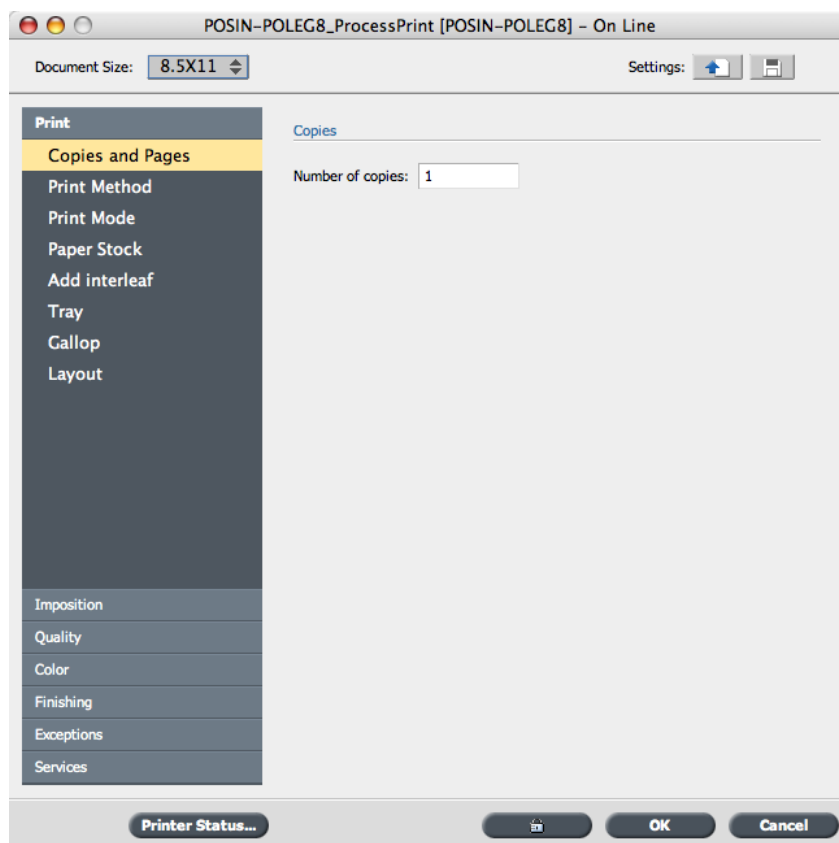 POSIN-POLEG8_ProcessPrint [POSIN-POLEG8] - On Line
Document Size: 8.5X11 Settings:
Print
Copies and Pages
Print Method
Print Mode
Paper Stock
Add interleaf
Tray
Gallop
Layout
Imposition
Quality
Color
Finishing
Exceptions
Services
Copies
Number of copies: 1
Printer Status... OK Cancel